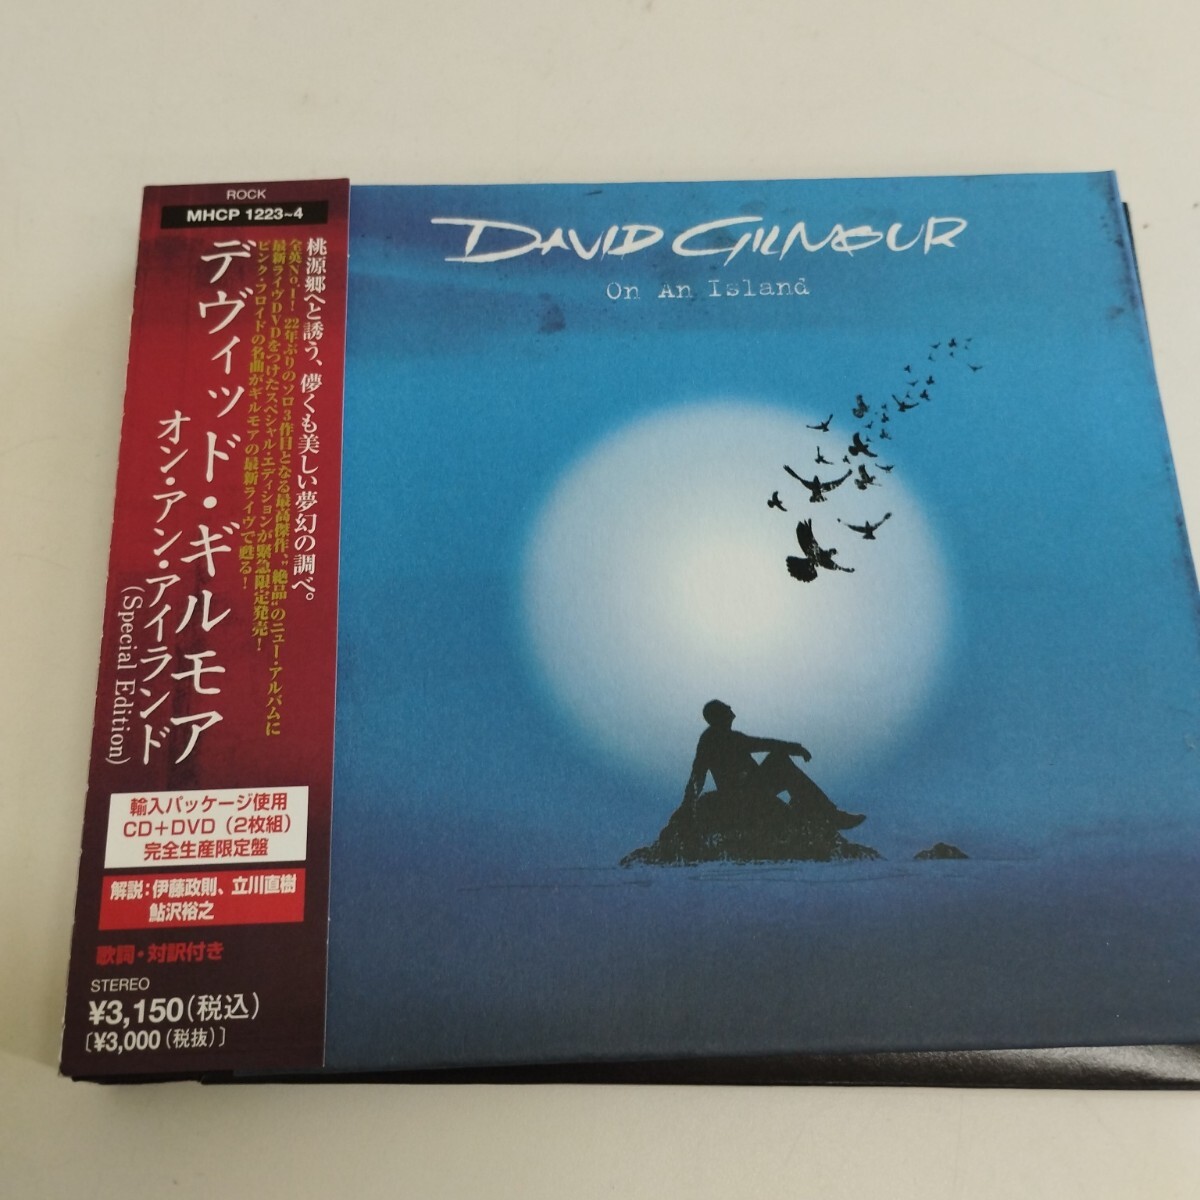 ROCK
MHCP 1223~4
桃源郷へと誘う、儚くも美しい夢幻の調べ。
全英No.1! 22年ぶりのソロ3作目となる最高傑作、"絶品"のニュー・アルバムに
最新ライヴDVDをつけたスペシャル・エディションが緊急限定発売!
ピンク・フロイドの名曲がギルモアの最新ライヴで甦る!
デヴィッド・ギルモア
オン・アン・アイランド
(Special Edition)
輸入パッケージ使用
CD+DVD(2枚組)
完全生産限定盤
解説:伊藤政則、立川直樹
鮎沢裕之
歌詞・対訳付き
STEREO
¥3,150(税込)
[¥3,000(税抜)]
DAVID GILMOUR
On An Island